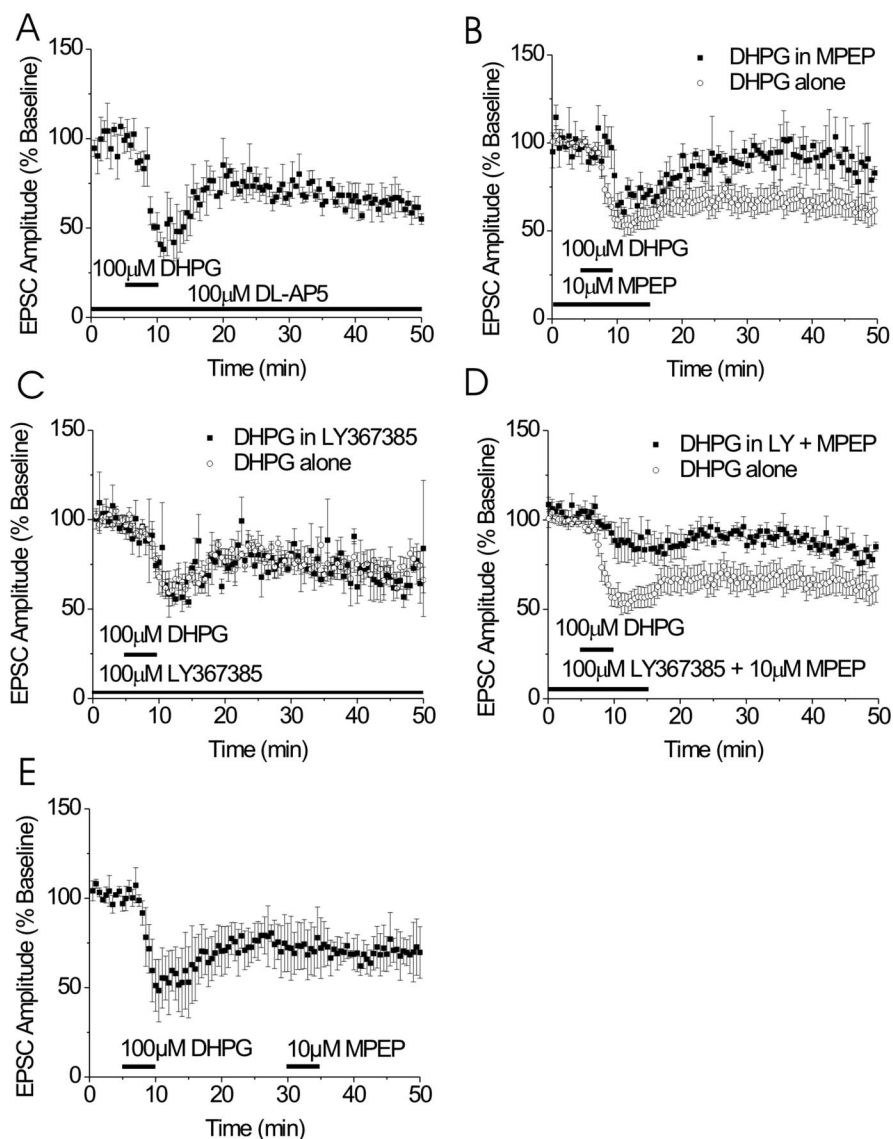 A
150
100
50
0
EPSC Amplitude (% Baseline)
100μM DHPG
100μM DL-AP5
0 10 20 30 40 50
Time (min)
B
DHPG in MPEP
DHPG alone
150
100
50
0
EPSC Amplitude (% Baseline)
100μM DHPG
10μM MPEP
0 10 20 30 40 50
Time (min)
C
DHPG in LY367385
DHPG alone
150
100
50
0
EPSC Amplitude (% Baseline)
100μM DHPG
100μM LY367385
0 10 20 30 40 50
Time (min)
D
DHPG in LY + MPEP
DHPG alone
150
100
50
0
EPSC Amplitude (% Baseline)
100μM DHPG
100μM LY367385 + 10μM MPEP
0 10 20 30 40 50
Time (min)
E
150
100
50
0
EPSC Amplitude (% Baseline)
100μM DHPG 10μM MPEP
0 10 20 30 40 50
Time (min)